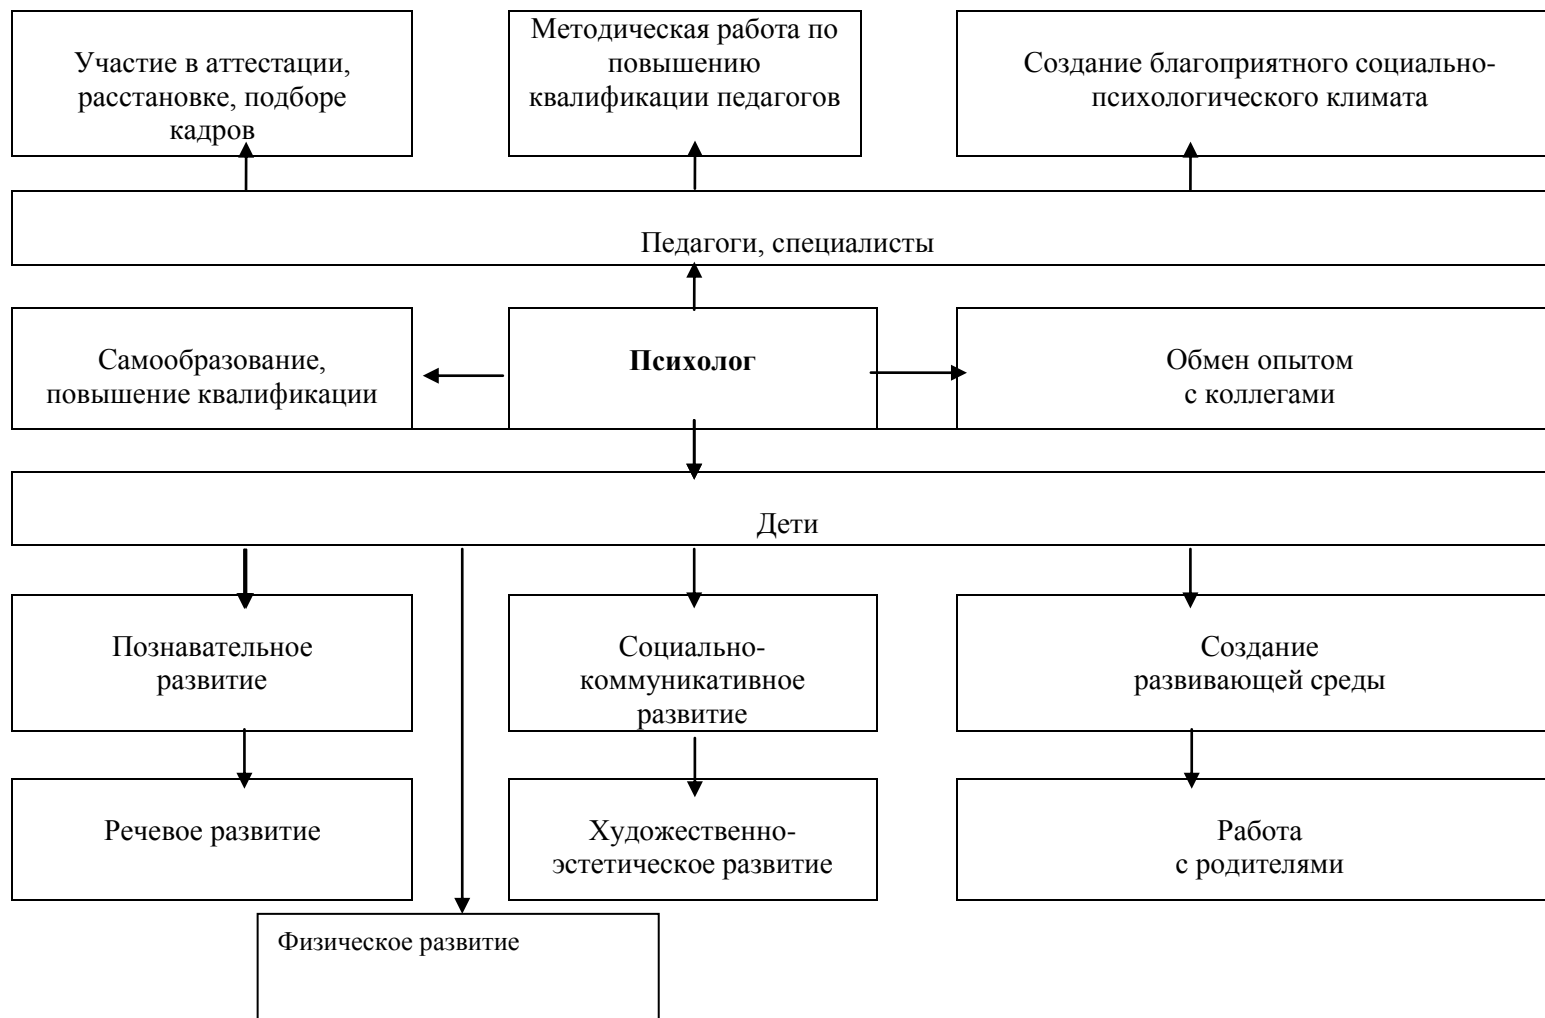 Участие в аттестации,
расстановке, подборе
кадров
Методическая работа по
повышению
квалификации педагогов
Создание благоприятного социально-
психологического климата
Педагоги, специалисты
Самообразование,
повышение квалификации
Психолог
Обмен опытом
с коллегами
Дети
Познавательное
развитие
Социально-
коммуникативное
развитие
Создание
развивающей среды
Речевое развитие
Художественно-
эстетическое развитие
Работа
с родителями
Физическое развитие